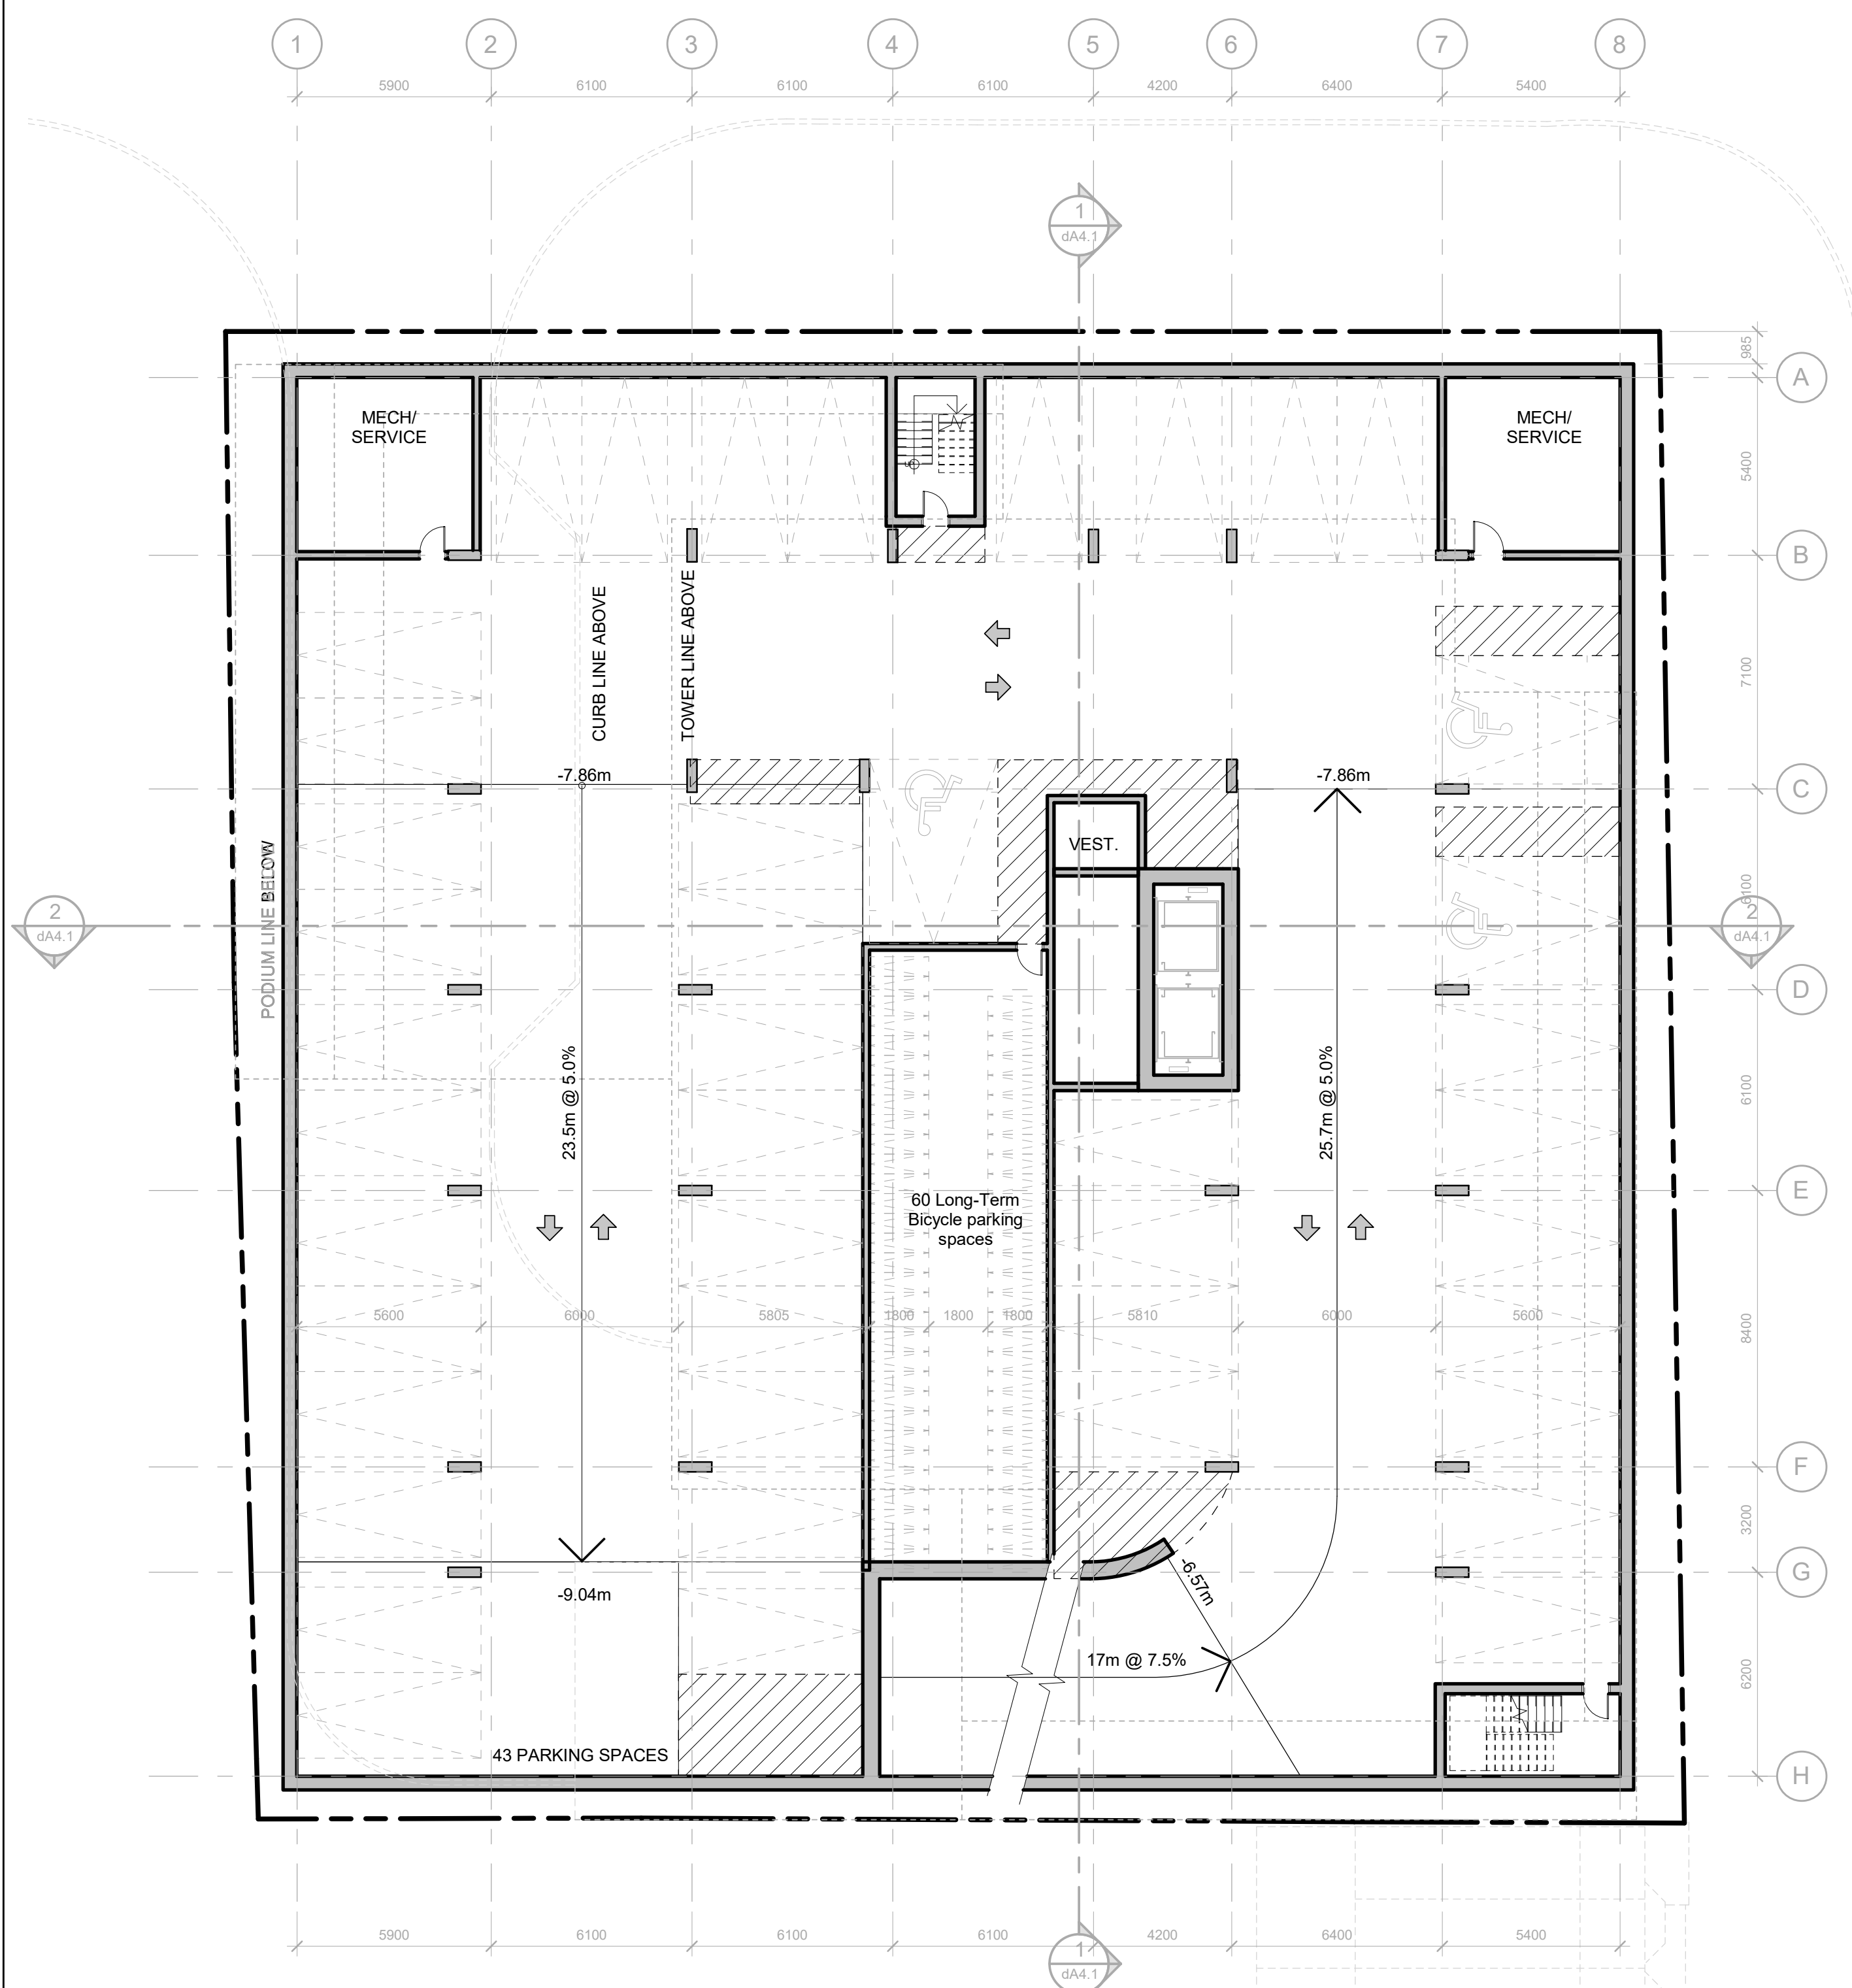 1
2
3
4
5
6
7
8
5900
6100
6100
6100
4200
6400
5400
1
dA4.1
985
A
MECH/
SERVICE
MECH/
SERVICE
5400
B
CURB LINE ABOVE
TOWER LINE ABOVE
7100
-7.86m
-7.86m
C
VEST.
PODIUM LINE BELOW
6100
2
dA4.1
2
dA4.1
D
23.5m @ 5.0%
25.7m @ 5.0%
6100
E
60 Long-Term
Bicycle parking
spaces
5600
6000
5805
1800
1800
1800
5810
6000
5600
8400
F
3200
G
-9.04m
-6.57m
17m @ 7.5%
6200
43 PARKING SPACES
H
5900
6100
6100
6100
4200
6400
5400
1
dA4.1